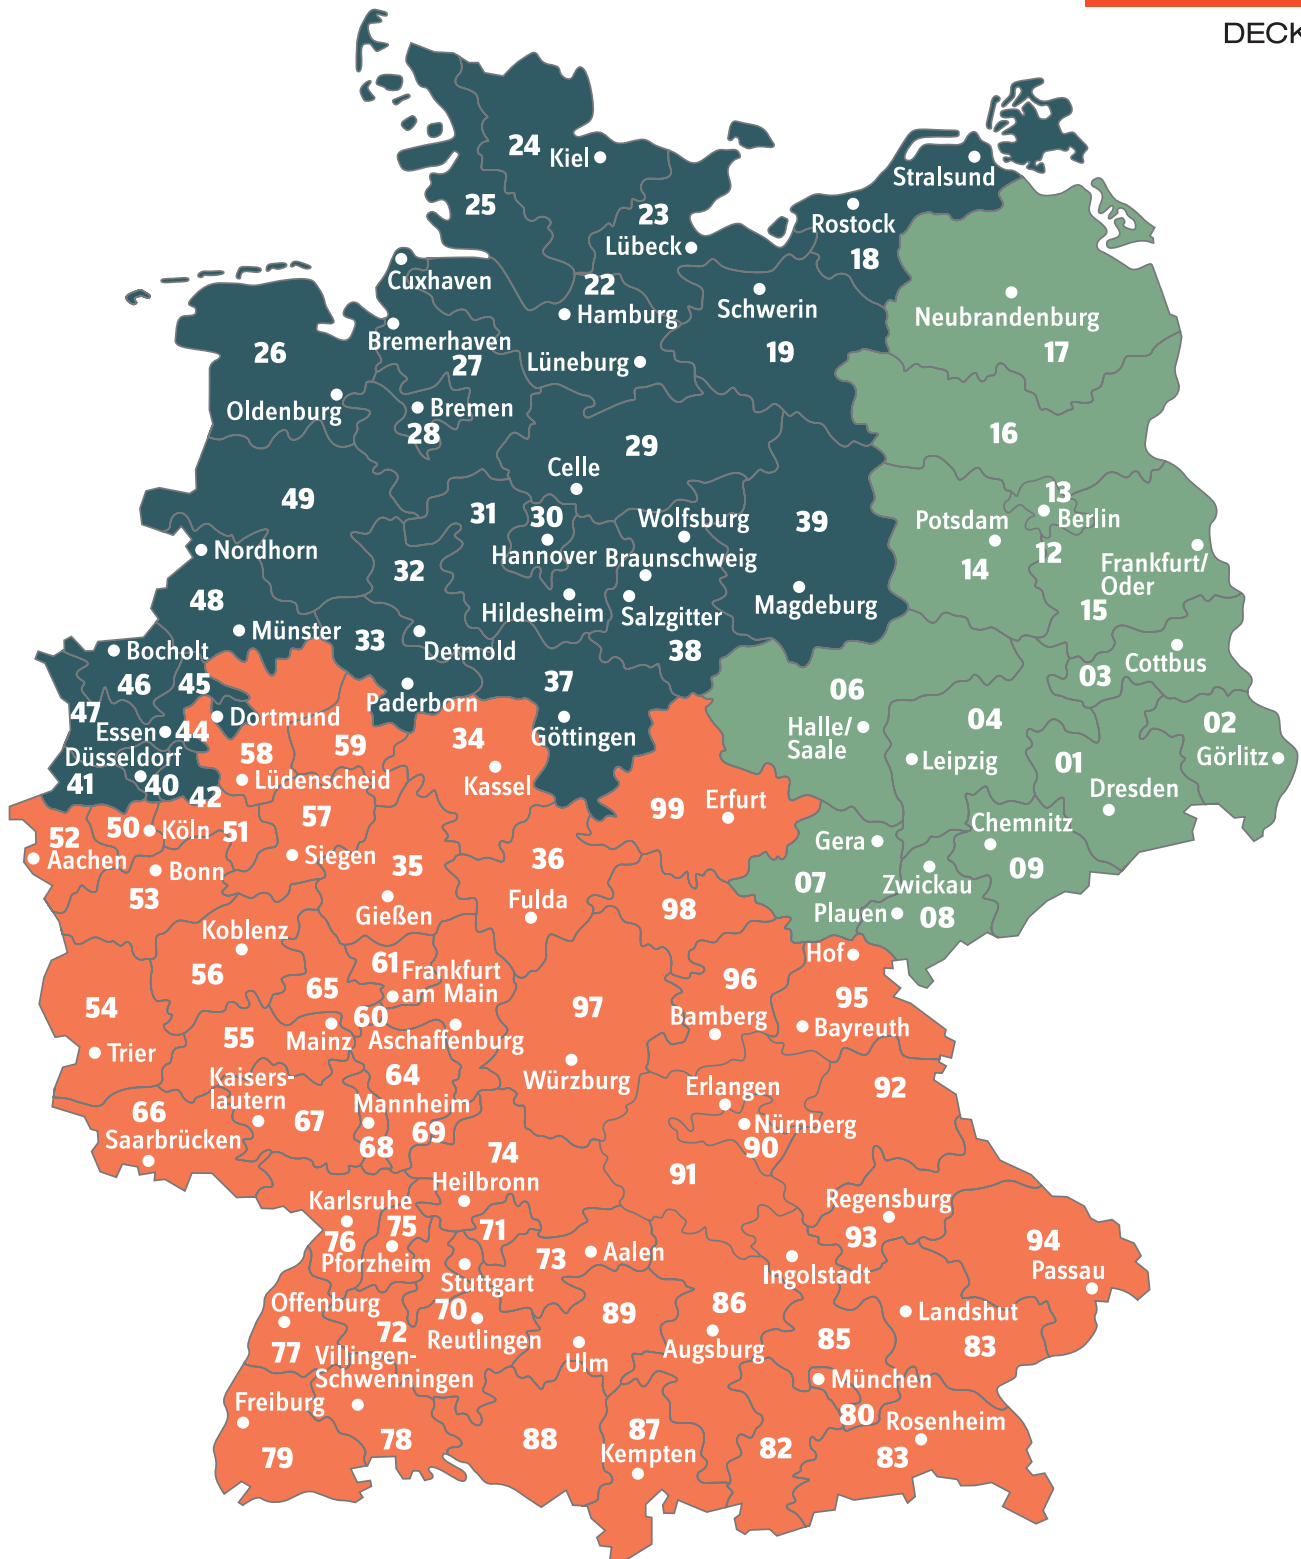 DECK
24
Kiel
Stralsund
25
23
Rostock
Lübeck
18
Cuxhaven
22
Schwerin
Hamburg
Neubrandenburg
Bremerhaven
26
27
Lüneburg
19
17
Oldenburg
Bremen
28
16
29
Celle
49
13
31
30
Wolfsburg
39
Potsdam
Berlin
Nordhorn
Hannover
Braunschweig
12
32
14
Frankfurt/
Oder
48
Hildesheim
Salzgitter
Magdeburg
15
Münster
33
Detmold
38
Bocholt
Cottbus
46
45
37
03
06
47
Paderborn
Dortmund
04
02
Essen
44
Halle/
Saale
34
Göttingen
59
58
Düsseldorf
Leipzig
01
Görlitz
41
40
42
Lüdenscheid
Kassel
Dresden
99
Erfurt
57
Chemnitz
52
50
Köln
51
Gera
Aachen
Siegen
35
36
09
Bonn
07
Zwickau
53
Fulda
98
Gießen
Plauen
08
Koblenz
Hof
61
Frankfurt
am Main
56
96
65
95
54
97
60
Bamberg
55
Mainz
Aschaffenburg
Bayreuth
Trier
Kaisers-
lautern
64
Würzburg
Erlangen
92
66
Mannheim
67
69
Nürnberg
Saarbrücken
68
74
90
Heilbronn
91
Karlsruhe
Regensburg
75
71
76
93
94
Pforzheim
73
Aalen
Ingolstadt
Passau
Stuttgart
Offenburg
70
89
86
Landshut
72
Reutlingen
85
77
Villingen-
Schwenningen
Ulm
Augsburg
83
München
Freiburg
80
Rosenheim
78
88
87
82
79
Kempten
83